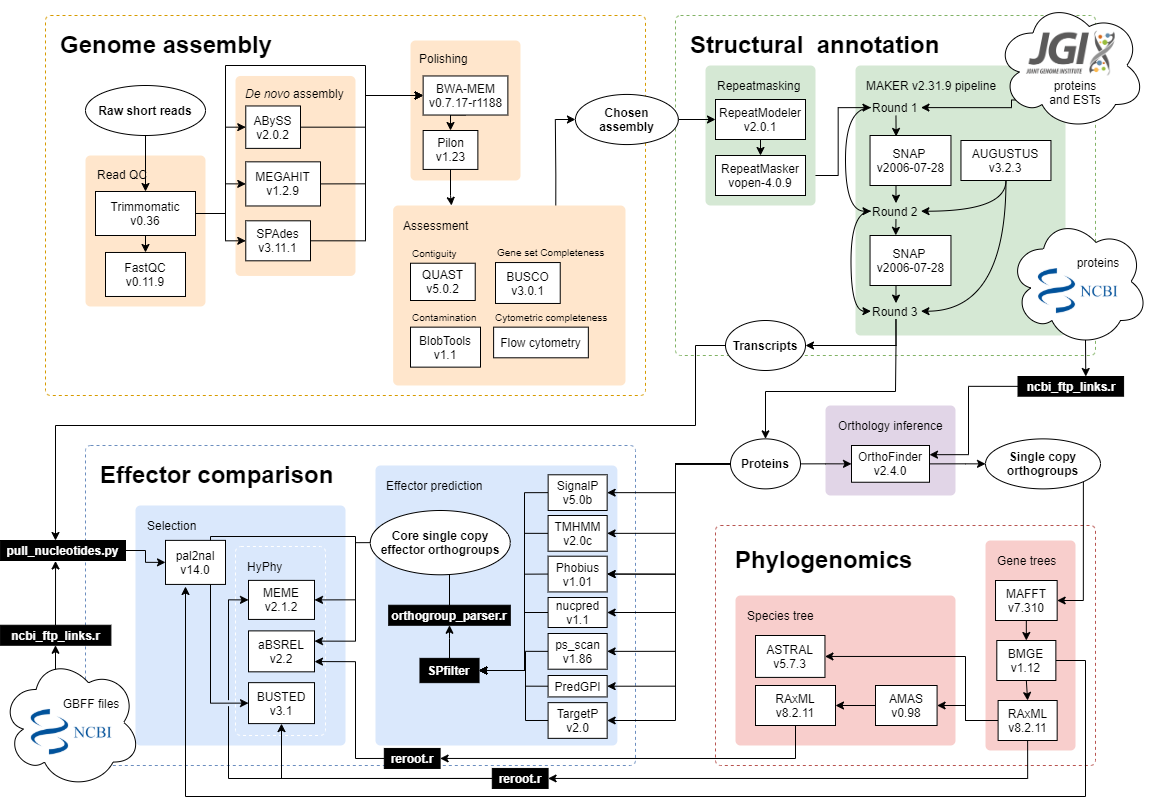 Genome assembly
Raw short reads
Read QC
Trimmomatic
v0.36
FastQC
v0.11.9
De novo assembly
ABySS
v2.0.2
MEGAHIT
v1.2.9
SPAdes
v3.11.1
Polishing
BWA-MEM
v0.7.17-r1188
Pilon
v1.23
Assessment
Contiguity
QUAST
v5.0.2
Gene set Completeness
BUSCO
v3.0.1
Contamination
BlobTools
v1.1
Cytometric completeness
Flow cytometry
Chosen
assembly
Structural annotation
Repeatmasking
RepeatModeler
v2.0.1
RepeatMasker
vopen-4.0.9
MAKER v2.31.9 pipeline
Round 1
SNAP
v2006-07-28
AUGUSTUS
v3.2.3
Round 2
SNAP
v2006-07-28
Round 3
JGI
JOINT GENOME INSTITUTE
proteins
and ESTs
proteins
NCBI
ncbi_ftp_links.r
Transcripts
Proteins
Orthology inference
OrthoFinder
v2.4.0
Single copy
orthogroups
Effector comparison
Selection
pal2nal
v14.0
HyPhy
MEME
v2.1.2
aBSREL
v2.2
BUSTED
v3.1
Effector prediction
Core single copy
effector orthogroups
orthogroup_parser.r
SPfilter
SignalP
v5.0b
TMHMM
v2.0c
Phobius
v1.01
nucpred
v1.1
ps_scan
v1.86
PredGPI
TargetP
v2.0
pull_nucleotides.py
ncbi_ftp_links.r
GBFF files
NCBI
Phylogenomics
Species tree
ASTRAL
v5.7.3
RAxML
v8.2.11
AMAS
v0.98
Gene trees
MAFFT
v7.310
BMGE
v1.12
RAxML
v8.2.11
reroot.r
reroot.r